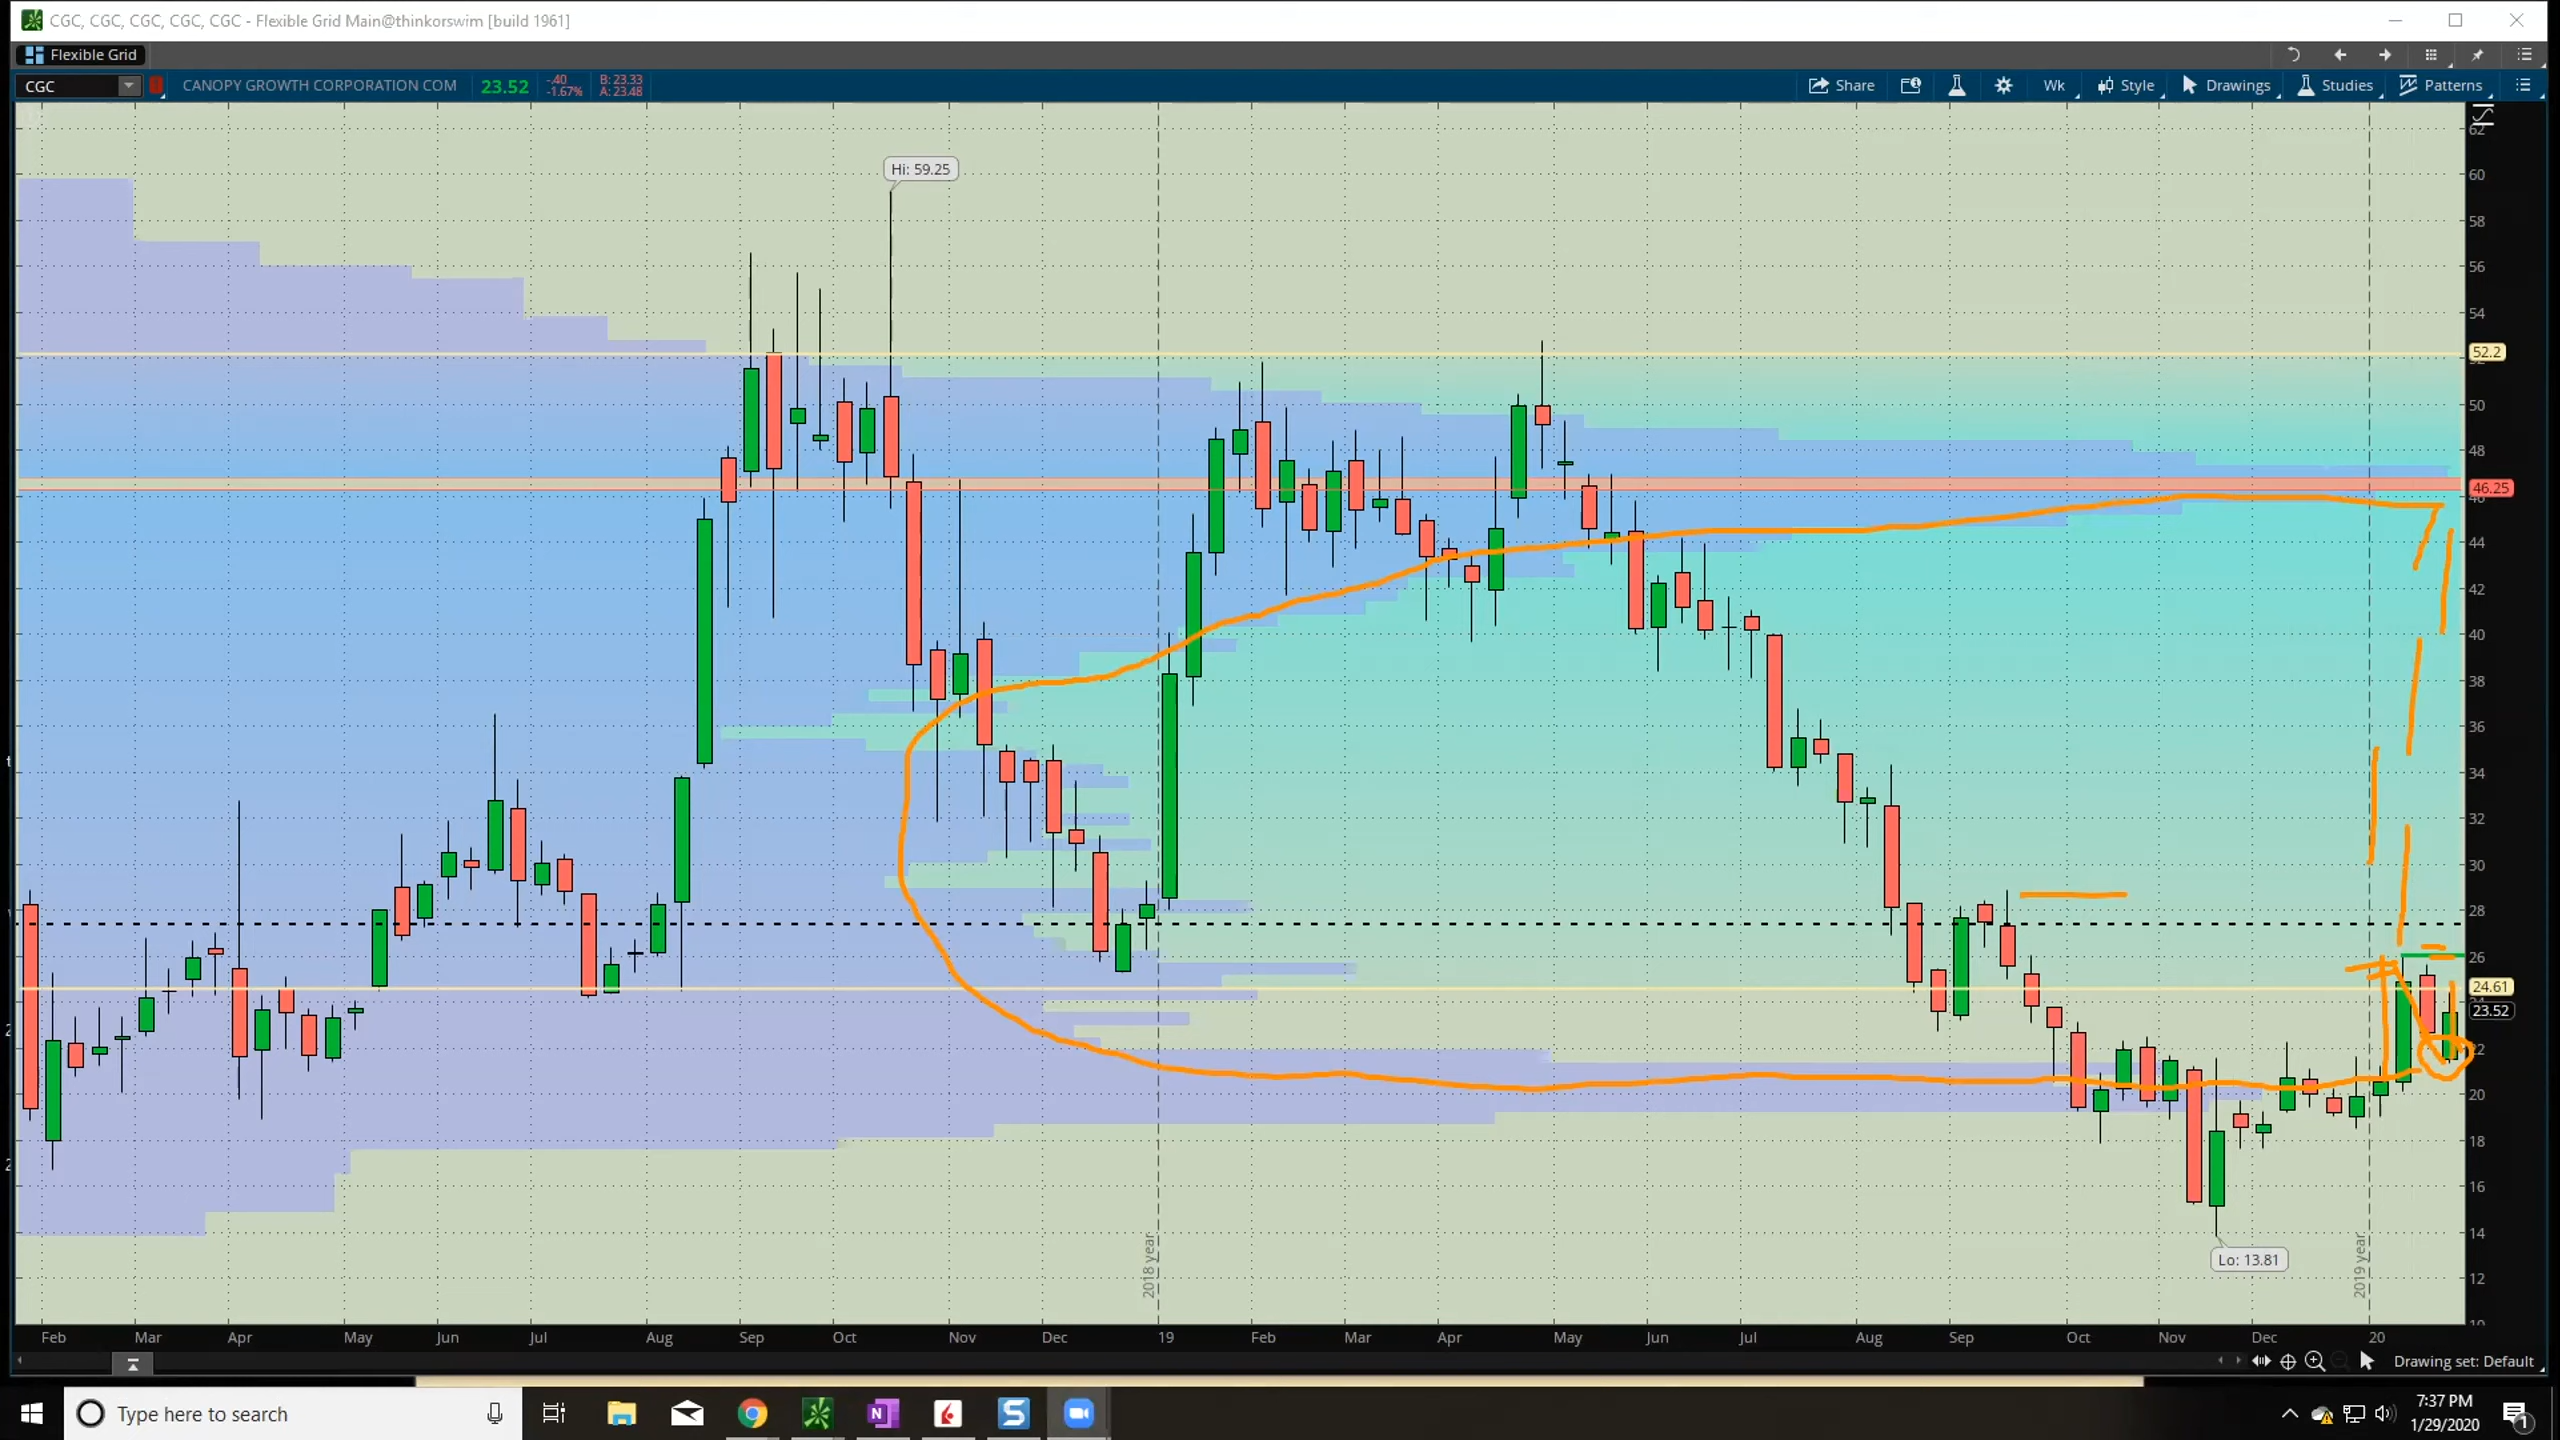 CGC, CGC, CGC, CGC, CGC - Flexible Grid Main@thinkorswim [build 1961]
Flexible Grid
CGC
CANOPY GROWTH CORPORATION COM
23.52
-.40
-1.67%
B: 23.33
A: 23.48
Share
Wk
Style
Drawings
Studies
Patterns
Hi: 59.25
62
60
58
56
54
52.2
50
48
46.25
44
42
40
38
36
34
32
30
28
26
24.61
23.52
22
20
18
16
14
12
10
2018 year
2019 year
Lo: 13.81
Feb Mar Apr May Jun Jul Aug Sep Oct Nov Dec 19 Feb Mar Apr May Jun Jul Aug Sep Oct Nov Dec 20
Drawing set: Default
Type here to search
7:37 PM
1/29/2020
1